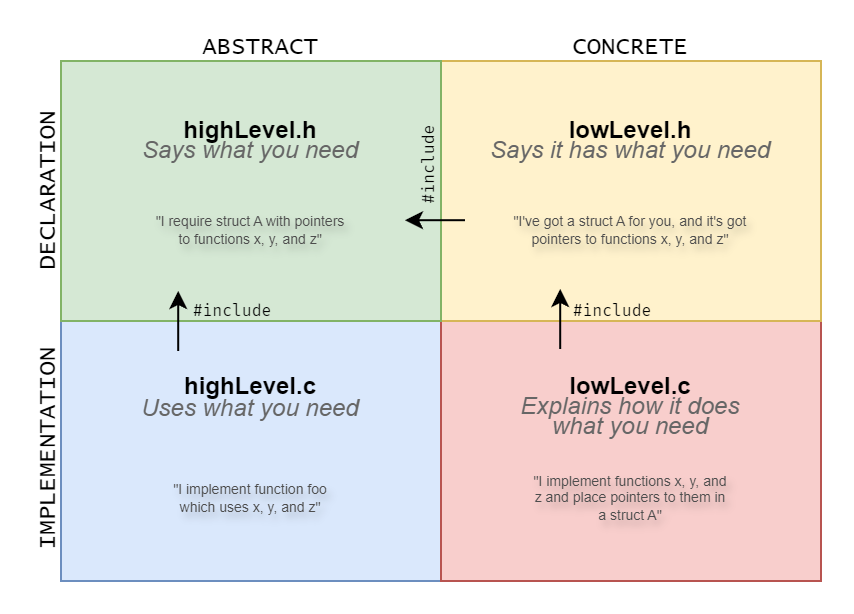 ABSTRACT
CONCRETE
DECLARATION
highLevel.h
Says what you need
"I require struct A with pointers
to functions x, y, and z"
#include
lowLevel.h
Says it has what you need
"I've got a struct A for you, and it's got
pointers to functions x, y, and z"
#include
#include
IMPLEMENTATION
highLevel.c
Uses what you need
"I implement function foo
which uses x, y, and z"
lowLevel.c
Explains how it does
what you need
"I implement functions x, y, and
z and place pointers to them in
a struct A"